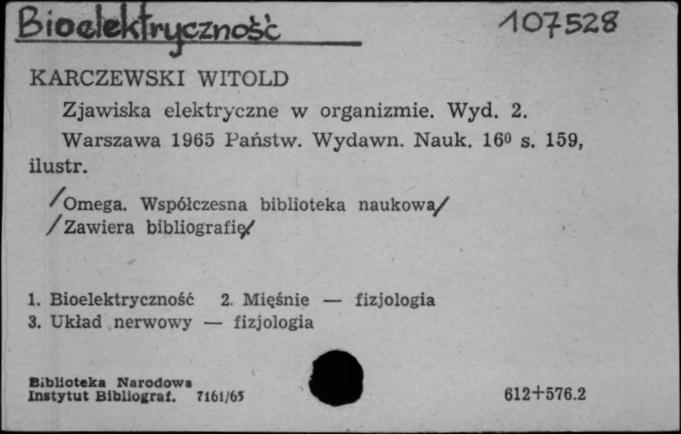 Bioelektryczność 107528
KARCZEWSKI WITOLD
Zjawiska elektryczne w organizmie. Wyd. 2.
Warszawa 1965 Państw. Wydawn. Nauk. 16⁰ s. 159,
ilustr.
/Omega. Współczesna biblioteka naukowa/
/Zawiera bibliografię/
1. Bioelektryczność 2. Mięśnie — fizjologia
3. Układ nerwowy — fizjologia
Biblioteka Narodowa
Instytut Bibliograf. 7161/65 612+576.2